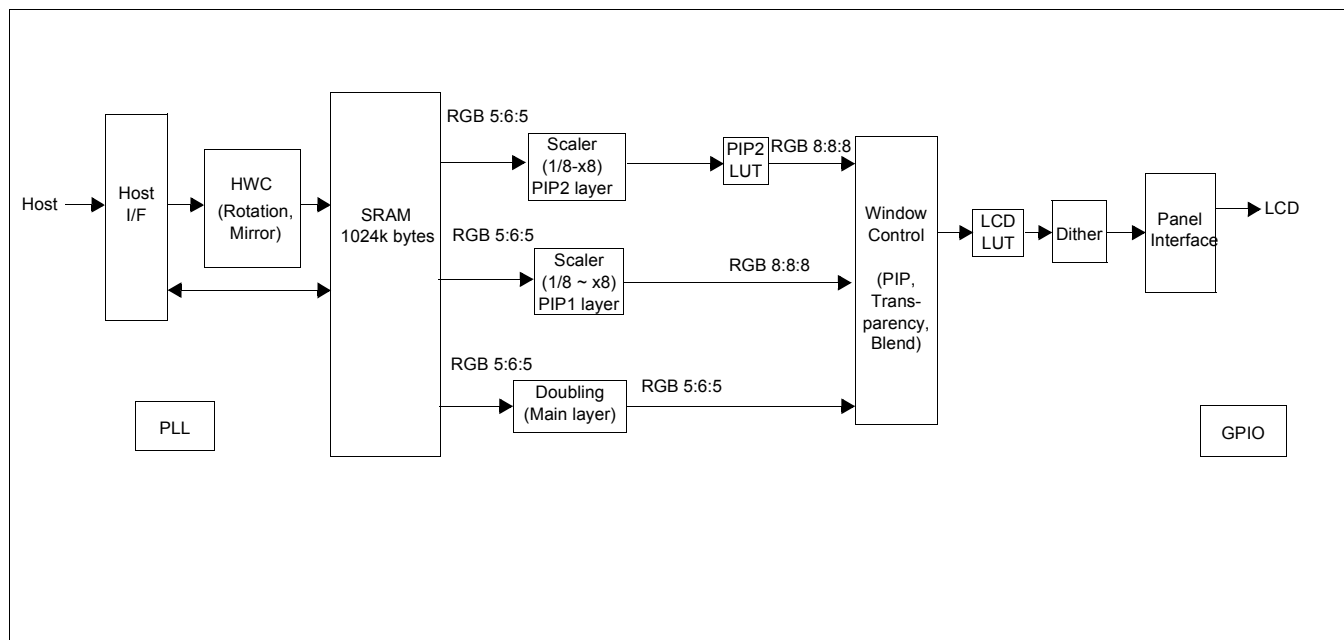 Host
Host
I/F
HWC
(Rotation,
Mirror)
SRAM
1024k bytes
RGB 5:6:5
Scaler
(1/8-x8)
PIP2 layer
PIP2
LUT
RGB 8:8:8
RGB 5:6:5
Scaler
(1/8 ~ x8)
PIP1 layer
RGB 8:8:8
RGB 5:6:5
Doubling
(Main layer)
RGB 5:6:5
Window
Control
(PIP,
Trans-
parency,
Blend)
LCD
LUT
Dither
Panel
Interface
LCD
PLL
GPIO